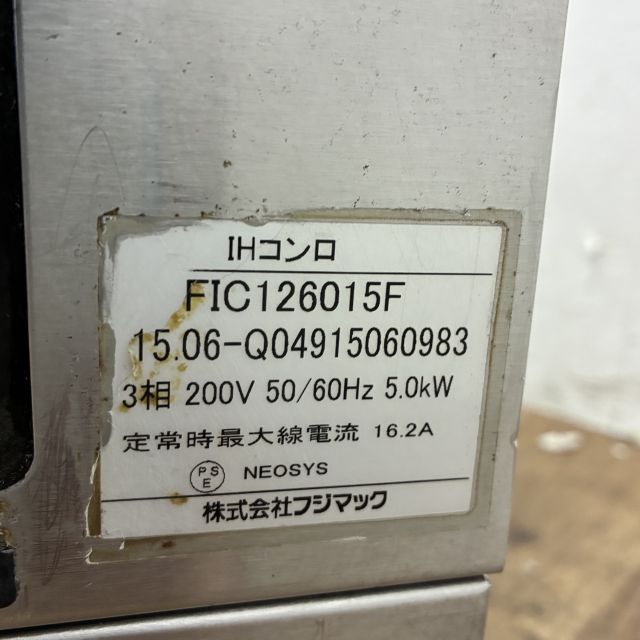 IHコンロ
FIC126015F
15.06-Q04915060983
3相 200V 50/60Hz 5.0kW
定常時最大線電流 16.2A
PSE NEOSYS
株式会社フジマック